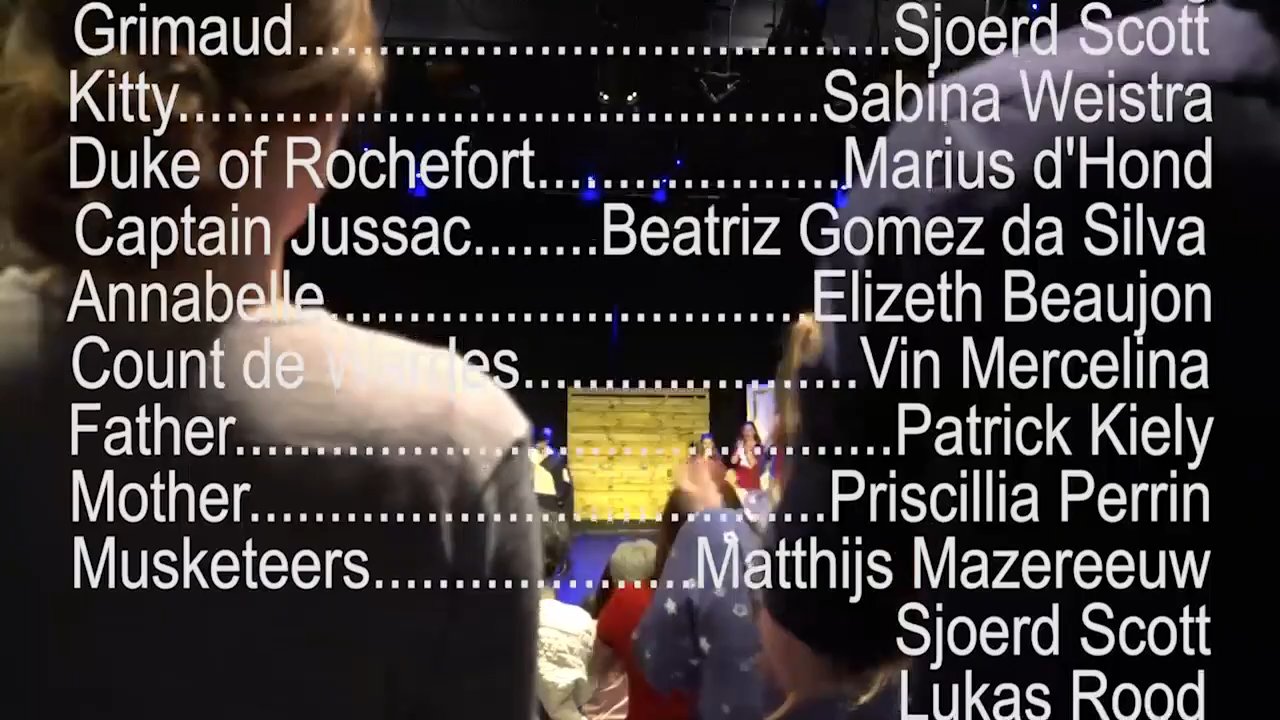 Grimaud.....................................Sjoerd Scott
Kitty........................................Sabina Weistra
Duke of Rochefort...................Marius d'Hond
Captain Jussac........Beatriz Gomez da Silva
Annabelle..............................Elizeth Beaujon
Count de Wardes.....................Vin Mercelina
Father.........................................Patrick Kiely
Mother....................................Priscillia Perrin
Musketeers....................Matthijs Mazereeuw
Sjoerd Scott
Lukas Rood